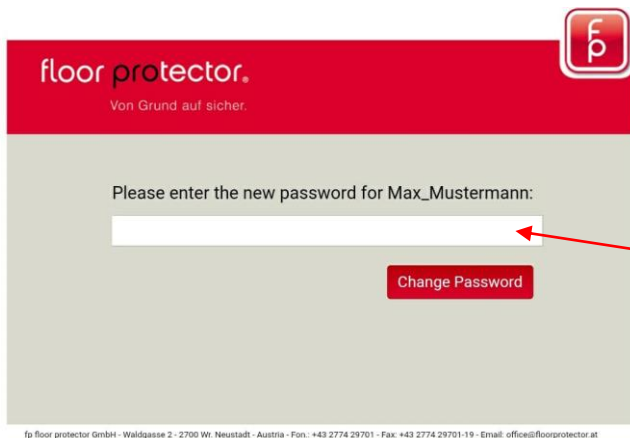 fp
floor protector.
Von Grund auf sicher.
Please enter the new password for Max_Mustermann:
Change Password
fp floor protector GmbH - Waldgasse 2 - 2700 Wr. Neustadt - Austria - Fon.: +43 2774 29701 - Fax: +43 2774 29701-19 - Email: office@floorprotector.at